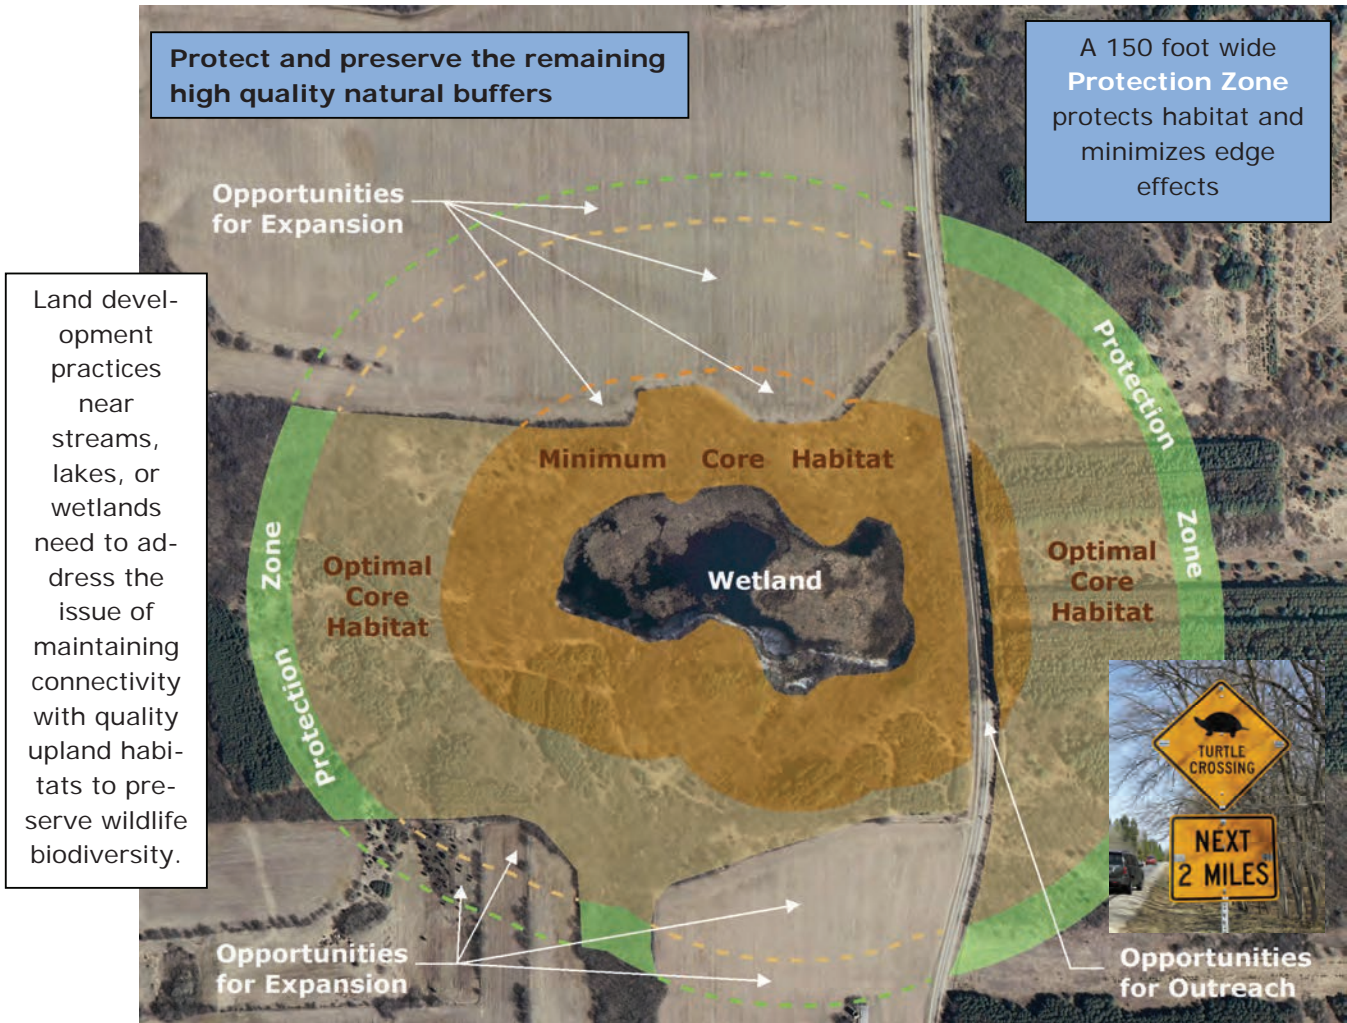 Protect and preserve the remaining
high quality natural buffers
A 150 foot wide
Protection Zone
protects habitat and
minimizes edge
effects
Opportunities
for Expansion
Land devel-
opment
practices
near
streams,
lakes, or
wetlands
need to ad-
dress the
issue of
maintaining
connectivity
with quality
upland habi-
tats to pre-
serve wildlife
biodiversity.
Protection Zone
Minimum Core Habitat
Wetland
Optimal
Core
Habitat
Optimal
Core
Habitat
Protection Zone
TURTLE
CROSSING
NEXT
2 MILES
Opportunities
for Expansion
Opportunities
for Outreach